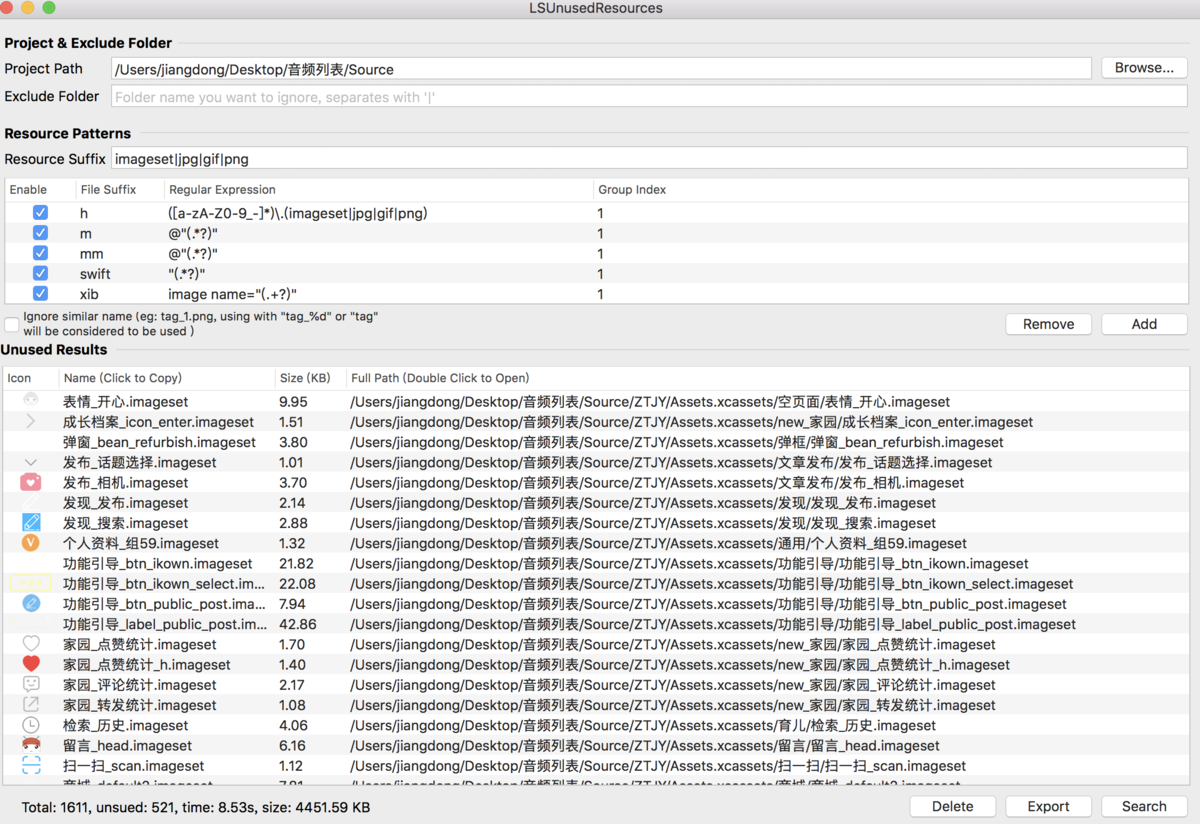 LSUnusedResources
Project & Exclude Folder
Project Path /Users/jiangdong/Desktop/音频列表/Source Browse...
Exclude Folder Folder name you want to ignore, separates with '|'
Resource Patterns
Resource Suffix imageset|jpg|gif|png
Enable File Suffix Regular Expression Group Index
h ([a-zA-Z0-9_-]*)\.(imageset|jpg|gif|png) 1
m @"(.*?)" 1
mm @"(.*?)" 1
swift "(.*?)" 1
xib image name="(.+?)" 1
Ignore similar name (eg: tag_1.png, using with "tag_%d" or "tag"
will be considered to be used )
Remove Add
Unused Results
Icon Name (Click to Copy) Size (KB) Full Path (Double Click to Open)
表情_开心.imageset 9.95 /Users/jiangdong/Desktop/音频列表/Source/ZTJY/Assets.xcassets/空页面/表情_开心.imageset
成长档案_icon_enter.imageset 1.51 /Users/jiangdong/Desktop/音频列表/Source/ZTJY/Assets.xcassets/new_家园/成长档案_icon_enter.imageset
弹窗_bean_refurbish.imageset 3.80 /Users/jiangdong/Desktop/音频列表/Source/ZTJY/Assets.xcassets/弹框/弹窗_bean_refurbish.imageset
发布_话题选择.imageset 1.01 /Users/jiangdong/Desktop/音频列表/Source/ZTJY/Assets.xcassets/文章发布/发布_话题选择.imageset
发布_相机.imageset 3.70 /Users/jiangdong/Desktop/音频列表/Source/ZTJY/Assets.xcassets/文章发布/发布_相机.imageset
发现_发布.imageset 2.14 /Users/jiangdong/Desktop/音频列表/Source/ZTJY/Assets.xcassets/发现/发现_发布.imageset
发现_搜索.imageset 2.88 /Users/jiangdong/Desktop/音频列表/Source/ZTJY/Assets.xcassets/发现/发现_搜索.imageset
V 个人资料_组59.imageset 1.32 /Users/jiangdong/Desktop/音频列表/Source/ZTJY/Assets.xcassets/通用/个人资料_组59.imageset
功能引导_btn_ikown.imageset 21.82 /Users/jiangdong/Desktop/音频列表/Source/ZTJY/Assets.xcassets/功能引导/功能引导_btn_ikown.imageset
功能引导_btn_ikown_select.im... 22.08 /Users/jiangdong/Desktop/音频列表/Source/ZTJY/Assets.xcassets/功能引导/功能引导_btn_ikown_select.imageset
功能引导_btn_public_post.ima... 7.94 /Users/jiangdong/Desktop/音频列表/Source/ZTJY/Assets.xcassets/功能引导/功能引导_btn_public_post.imageset
功能引导_label_public_post.im... 42.86 /Users/jiangdong/Desktop/音频列表/Source/ZTJY/Assets.xcassets/功能引导/功能引导_label_public_post.imageset
家园_点赞统计.imageset 1.70 /Users/jiangdong/Desktop/音频列表/Source/ZTJY/Assets.xcassets/new_家园/家园_点赞统计.imageset
家园_点赞统计_h.imageset 1.40 /Users/jiangdong/Desktop/音频列表/Source/ZTJY/Assets.xcassets/new_家园/家园_点赞统计_h.imageset
家园_评论统计.imageset 2.17 /Users/jiangdong/Desktop/音频列表/Source/ZTJY/Assets.xcassets/new_家园/家园_评论统计.imageset
家园_转发统计.imageset 1.08 /Users/jiangdong/Desktop/音频列表/Source/ZTJY/Assets.xcassets/new_家园/家园_转发统计.imageset
检索_历史.imageset 4.06 /Users/jiangdong/Desktop/音频列表/Source/ZTJY/Assets.xcassets/育儿/检索_历史.imageset
留言_head.imageset 6.16 /Users/jiangdong/Desktop/音频列表/Source/ZTJY/Assets.xcassets/留言/留言_head.imageset
扫一扫_scan.imageset 1.12 /Users/jiangdong/Desktop/音频列表/Source/ZTJY/Assets.xcassets/扫一扫/扫一扫_scan.imageset
Total: 1611, unsued: 521, time: 8.53s, size: 4451.59 KB
Delete Export Search